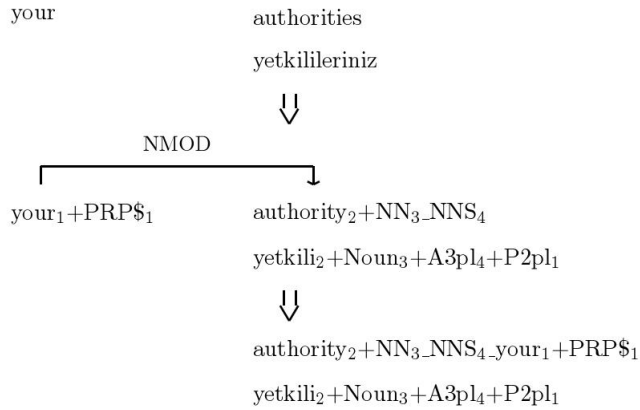 your authorities
yetkilileriniz
NMOD
your₁+PRP$₁ authority₂+NN₃_NNS₄
yetkili₂+Noun₃+A3pl₄+P2pl₁
authority₂+NN₃_NNS₄_your₁+PRP$₁
yetkili₂+Noun₃+A3pl₄+P2pl₁